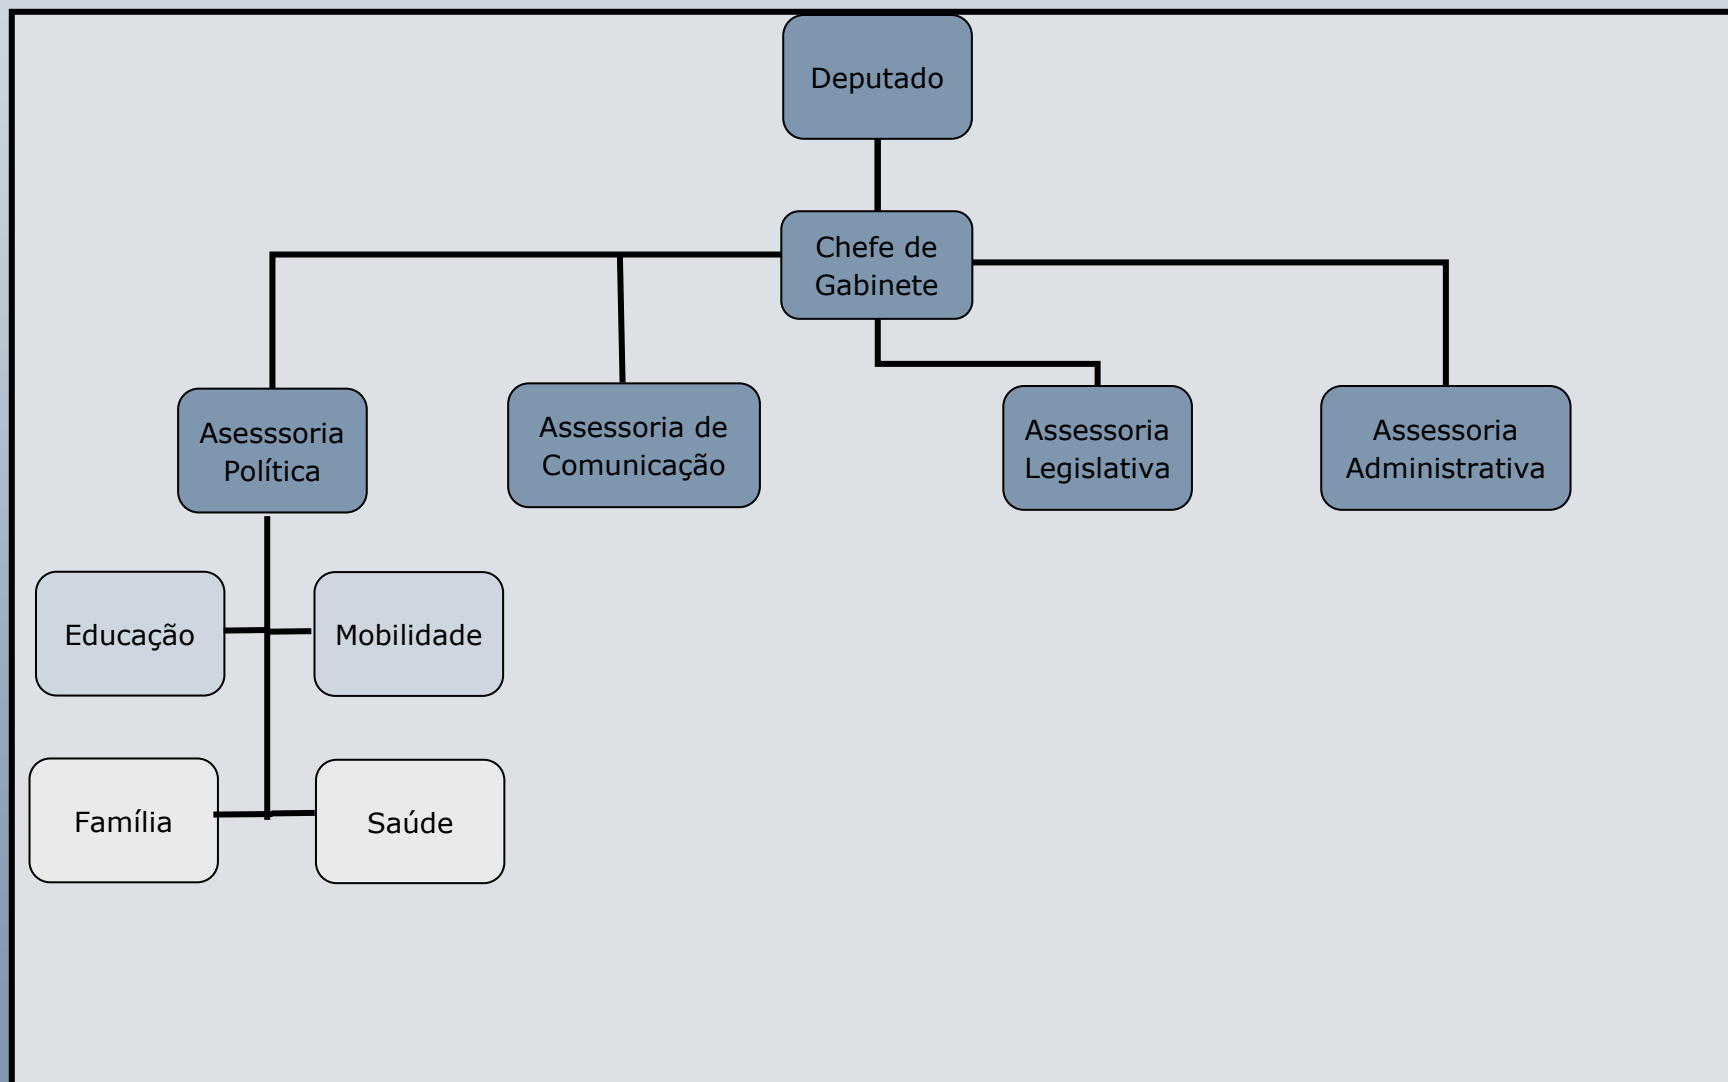 Deputado
Chefe de
Gabinete
Asesssoria
Política
Assessoria de
Comunicação
Assessoria
Legislativa
Assessoria
Administrativa
Educação
Mobilidade
Família
Saúde